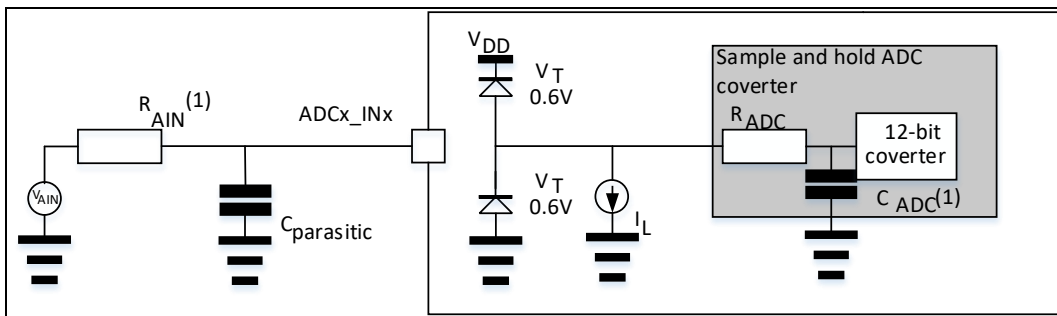 V_DD
V_T
0.6V
Sample and hold ADC
coverter
R_AIN(1)
ADCx_INx
R_ADC
12-bit
coverter
V_AIN
C_parasitic
V_T
0.6V
I_L
C_ADC(1)